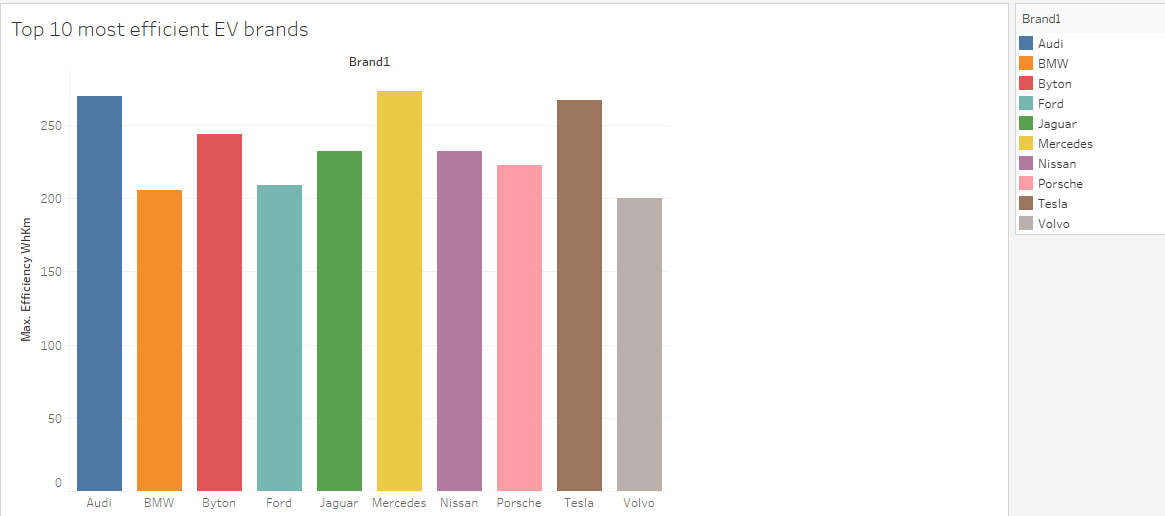 Top 10 most efficient EV brands
Brand1
Max. Efficiency WhKm
250
200
150
100
50
0
Audi BMW Byton Ford Jaguar Mercedes Nissan Porsche Tesla Volvo
Brand1
Audi
BMW
Byton
Ford
Jaguar
Mercedes
Nissan
Porsche
Tesla
Volvo